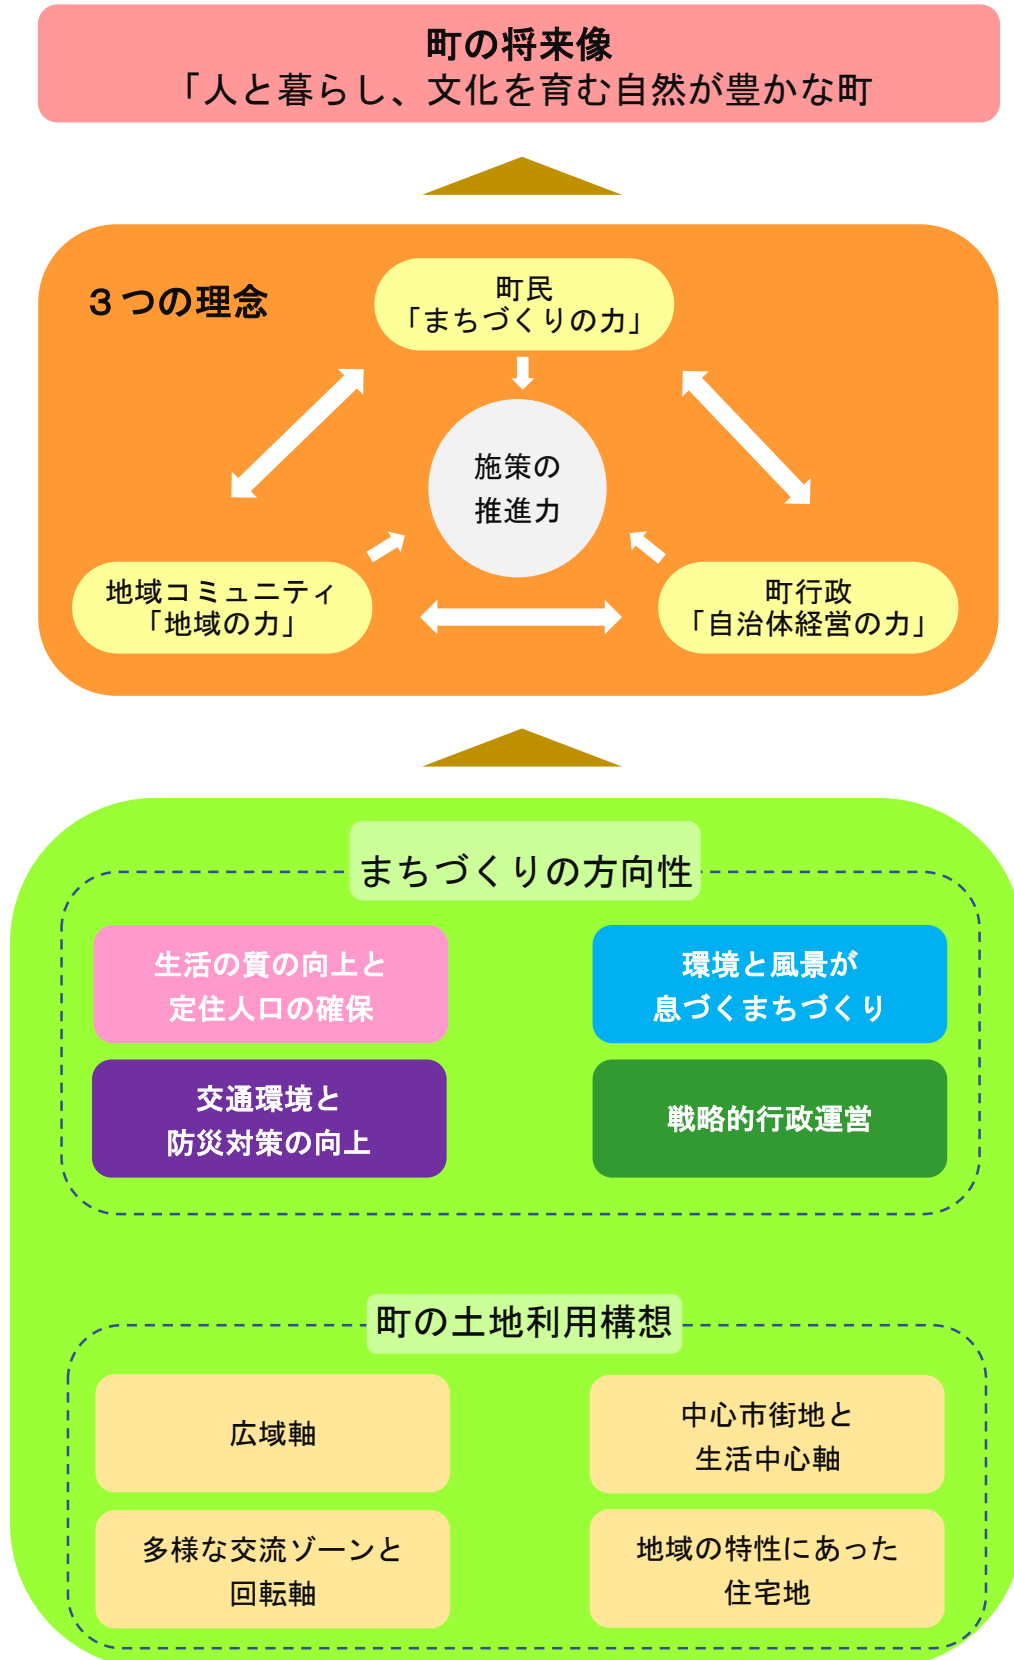 町の将来像
「人と暮らし、文化を育む自然が豊かな町
３つの理念
町民
「まちづくりの力」
施策の
推進力
地域コミュニティ
「地域の力」
町行政
「自治体経営の力」
まちづくりの方向性
生活の質の向上と
定住人口の確保
環境と風景が
息づくまちづくり
交通環境と
防災対策の向上
戦略的行政運営
町の土地利用構想
広域軸
中心市街地と
生活中心軸
多様な交流ゾーンと
回転軸
地域の特性にあった
住宅地